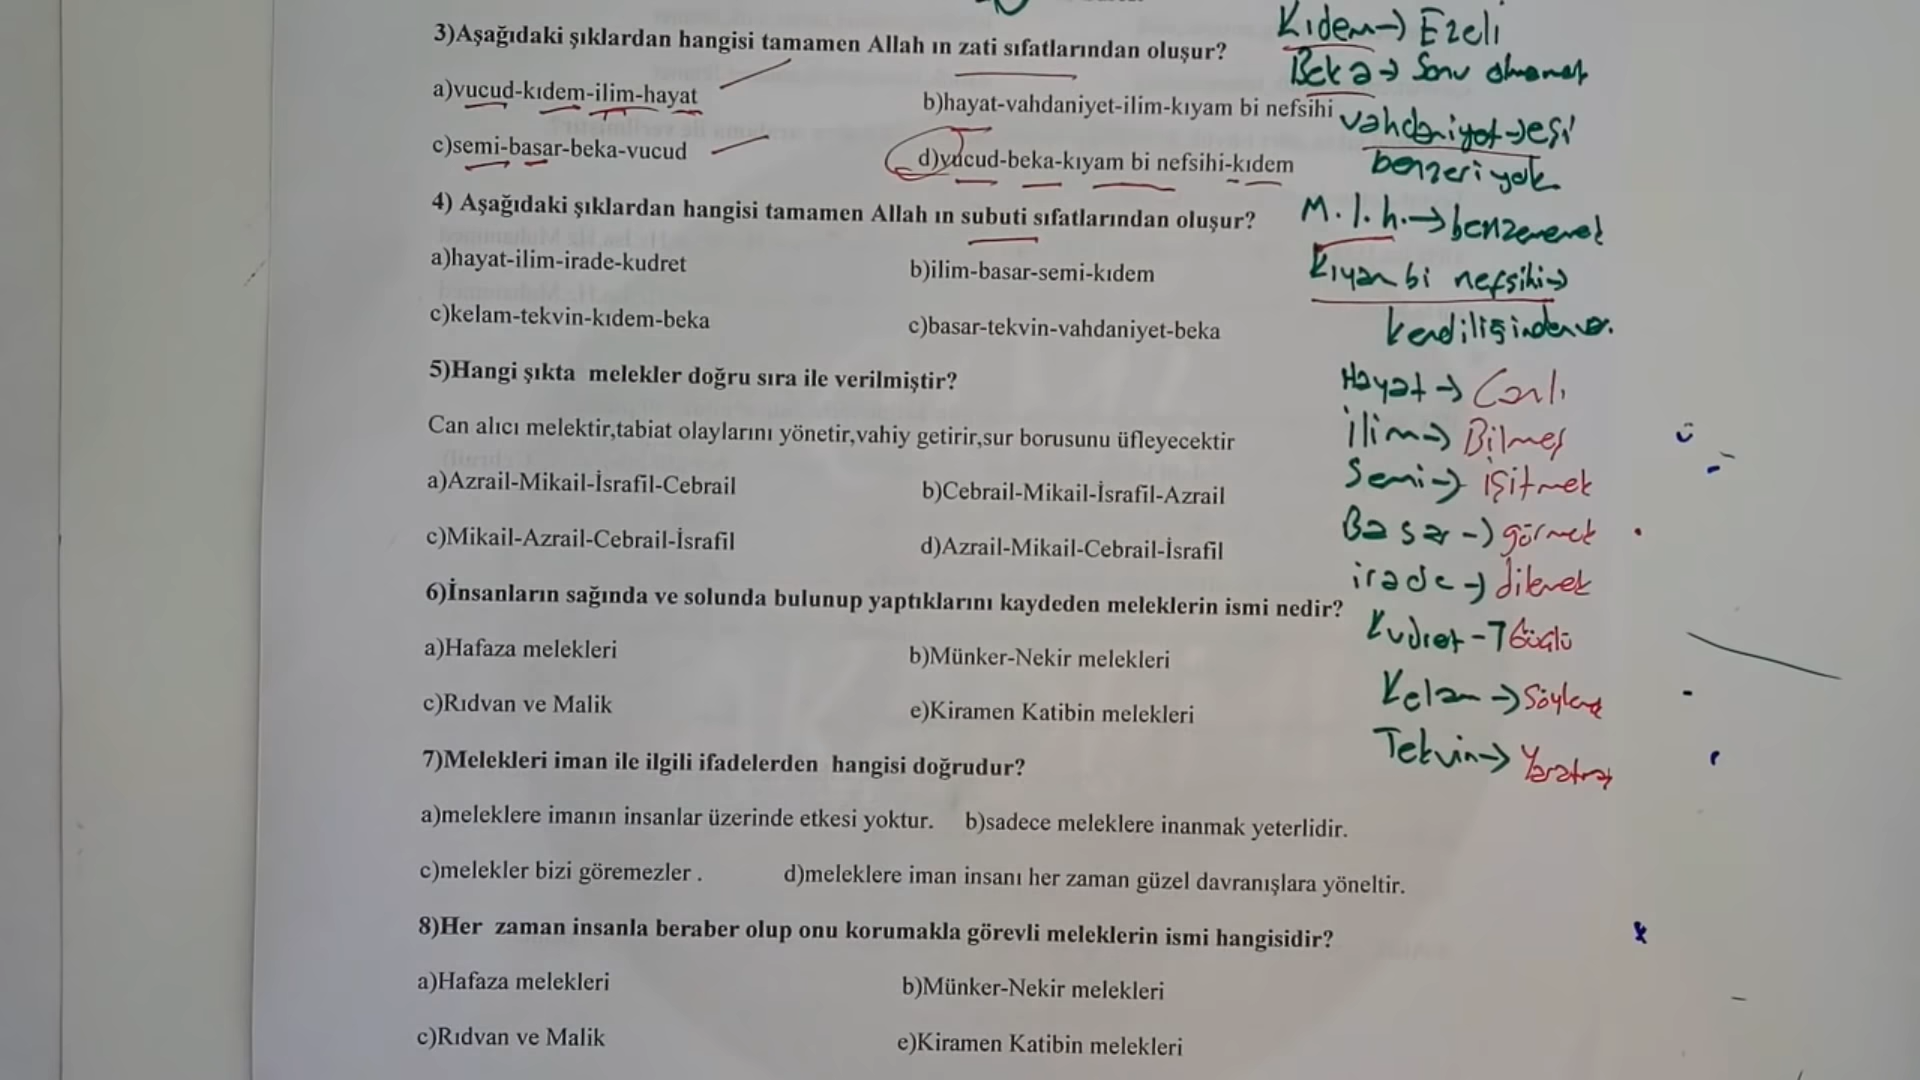 3)Aşağıdaki şıklardan hangisi tamamen Allah ın zati sıfatlarından oluşur?
a)vucud-kıdem-ilim-hayat
b)hayat-vahdaniyet-ilim-kıyam bi nefsihi
c)semi-basar-beka-vucud
d)vucud-beka-kıyam bi nefsihi-kıdem
4) Aşağıdaki şıklardan hangisi tamamen Allah ın subuti sıfatlarından oluşur?
a)hayat-ilim-irade-kudret
b)ilim-basar-semi-kıdem
c)kelam-tekvin-kıdem-beka
c)basar-tekvin-vahdaniyet-beka
5)Hangi şıkta melekler doğru sıra ile verilmiştir?
Can alıcı melektir,tabiat olaylarını yönetir,vahiy getirir,sur borusunu üfleyecektir
a)Azrail-Mikail-İsrafil-Cebrail
b)Cebrail-Mikail-İsrafil-Azrail
c)Mikail-Azrail-Cebrail-İsrafil
d)Azrail-Mikail-Cebrail-İsrafil
6)İnsanların sağında ve solunda bulunup yaptıklarını kaydeden meleklerin ismi nedir?
a)Hafaza melekleri
b)Münker-Nekir melekleri
c)Rıdvan ve Malik
e)Kiramen Katibin melekleri
7)Melekleri iman ile ilgili ifadelerden hangisi doğrudur?
a)meleklere imanın insanlar üzerinde etkesi yoktur.
b)sadece meleklere inanmak yeterlidir.
c)melekler bizi göremezler .
d)meleklere iman insanı her zaman güzel davranışlara yöneltir.
8)Her zaman insanla beraber olup onu korumakla görevli meleklerin ismi hangisidir?
a)Hafaza melekleri
b)Münker-Nekir melekleri
c)Rıdvan ve Malik
e)Kiramen Katibin melekleri
Kıdem→ Ezeli
Beka→ Sonu olmamak
vahdaniyet→eşi
benzeri yok
M. l. h.→benzememek
Kıyam bi nefsihi→
kendiliğinden var.
Hayat→ Canlı
ilim→ Bilmek
Semi→ işitmek
Basar→ görmek
irade→ dilemek
Kudret→ Güçlü
Kelam→ Söylemek
Tekvin→ Yaratmak